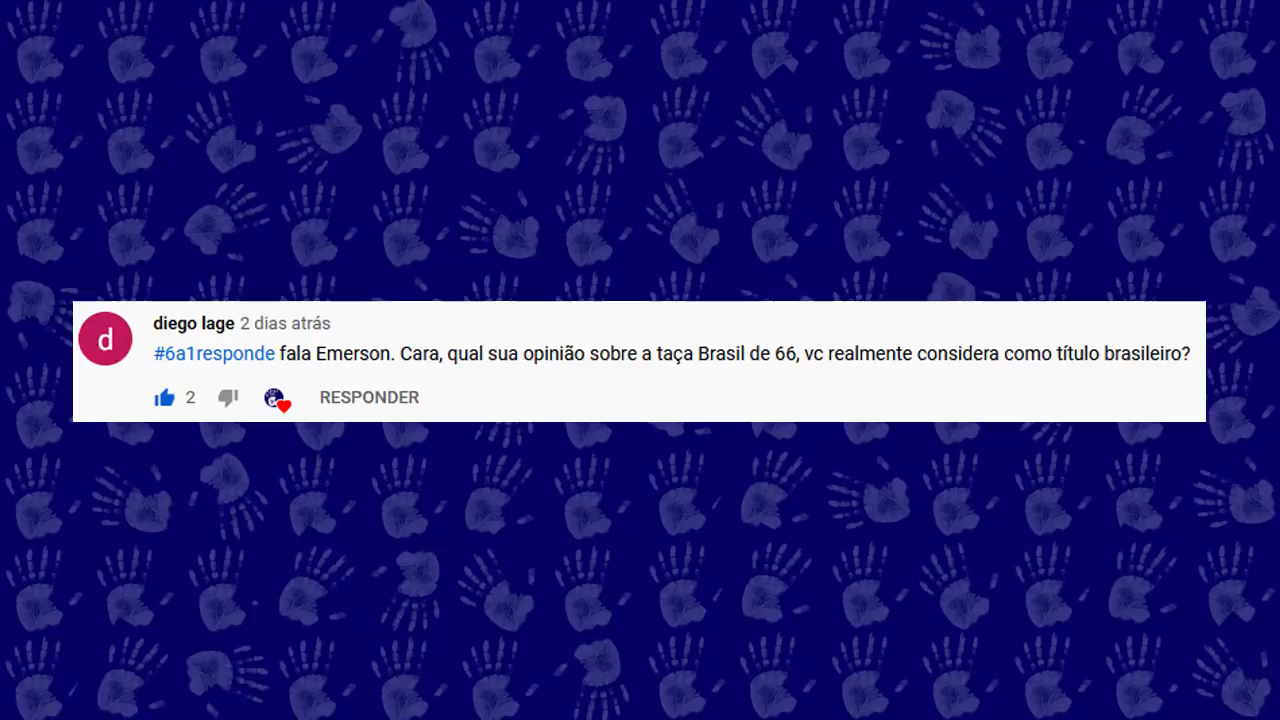 diego lage 2 dias atrás
#6a1responde fala Emerson. Cara, qual sua opinião sobre a taça Brasil de 66, vc realmente considera como título brasileiro?
2 RESPONDER